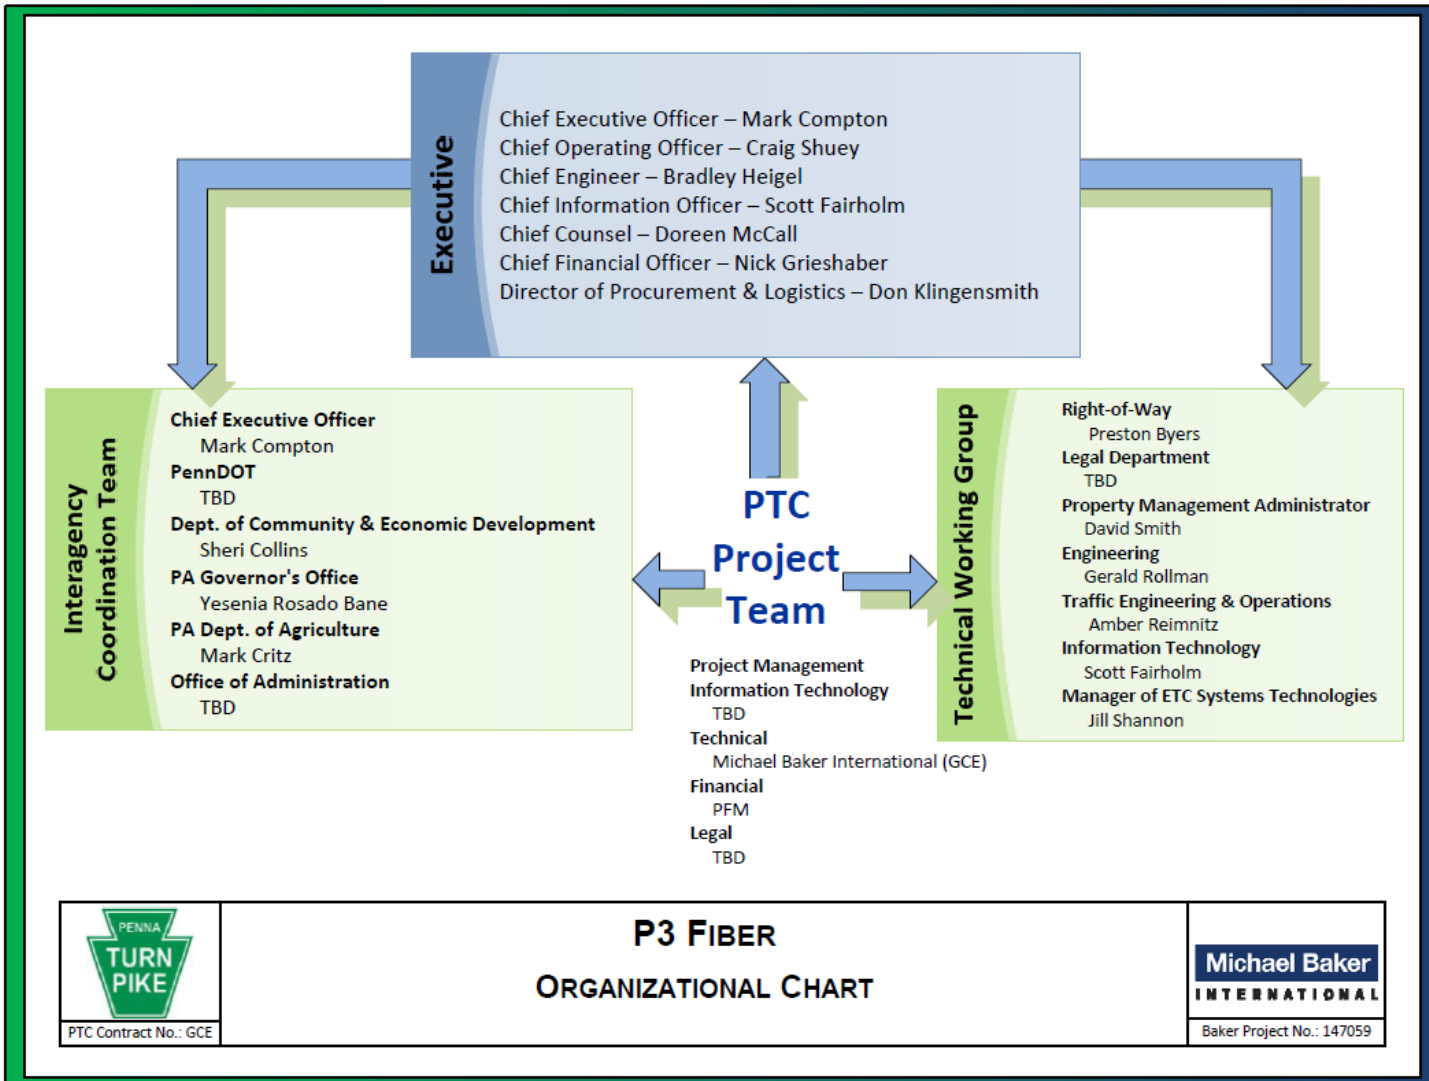 Executive
Chief Executive Officer – Mark Compton
Chief Operating Officer – Craig Shuey
Chief Engineer – Bradley Heigel
Chief Information Officer – Scott Fairholm
Chief Counsel – Doreen McCall
Chief Financial Officer – Nick Grieshaber
Director of Procurement & Logistics – Don Klingensmith
Interagency
Coordination Team
Chief Executive Officer
Mark Compton
PennDOT
TBD
Dept. of Community & Economic Development
Sheri Collins
PA Governor's Office
Yesenia Rosado Bane
PA Dept. of Agriculture
Mark Critz
Office of Administration
TBD
PTC
Project
Team
Project Management
Information Technology
TBD
Technical
Michael Baker International (GCE)
Financial
PFM
Legal
TBD
Technical Working Group
Right-of-Way
Preston Byers
Legal Department
TBD
Property Management Administrator
David Smith
Engineering
Gerald Rollman
Traffic Engineering & Operations
Amber Reimnitz
Information Technology
Scott Fairholm
Manager of ETC Systems Technologies
Jill Shannon
PENNA
TURN
PIKE
PTC Contract No.: GCE
P3 FIBER
ORGANIZATIONAL CHART
Michael Baker
INTERNATIONAL
Baker Project No.: 147059